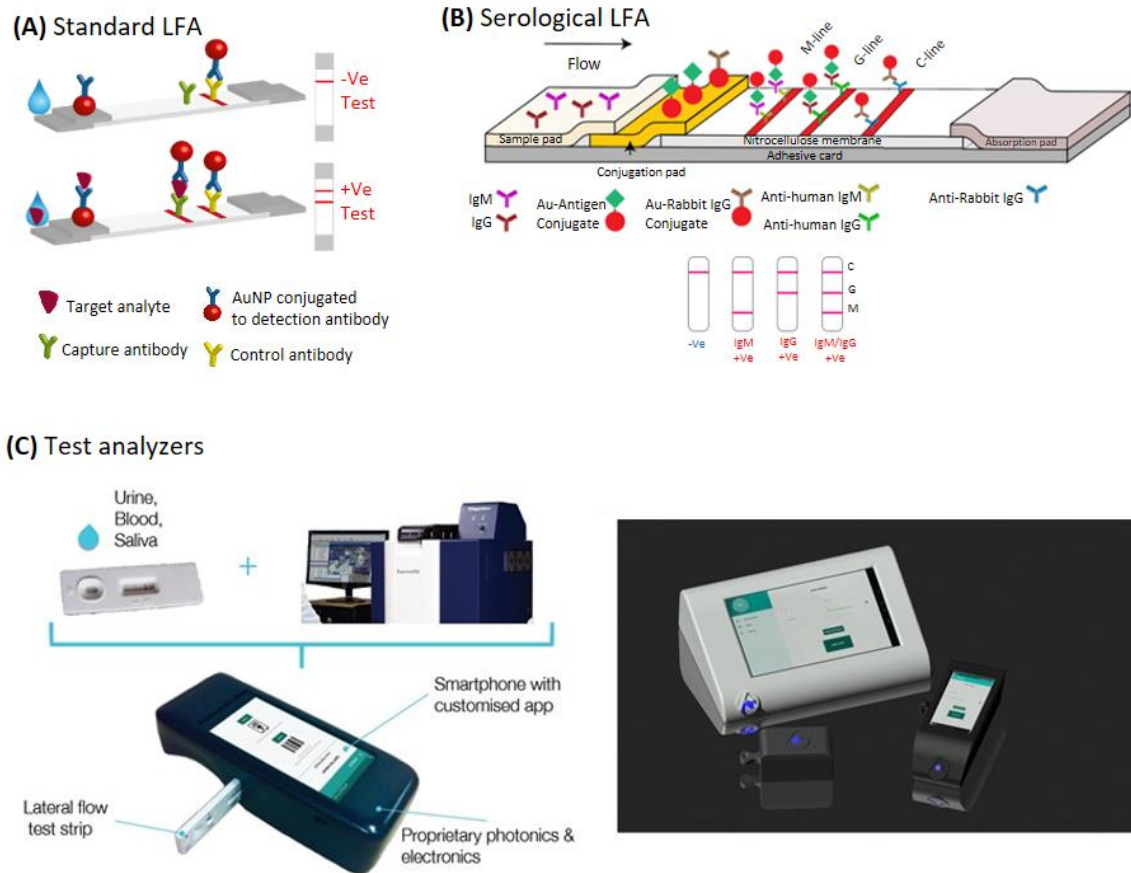 (A) Standard LFA
-Ve
Test
+Ve
Test
Target analyte
AuNP conjugated
to detection antibody
Capture antibody
Control antibody
(B) Serological LFA
Flow
M-line
G-line
C-line
Sample pad
Nitrocellulose membrane
Absorption pad
Adhesive card
Conjugation pad
IgM
IgG
Au-Antigen
Conjugate
Au-Rabbit IgG
Conjugate
Anti-human IgM
Anti-human IgG
Anti-Rabbit IgG
C
G
M
-Ve
IgM
+Ve
IgG
+Ve
IgM/IgG
+Ve
(C) Test analyzers
Urine,
Blood,
Saliva
+
Smartphone with
customised app
Lateral flow
test strip
Proprietary photonics &
electronics